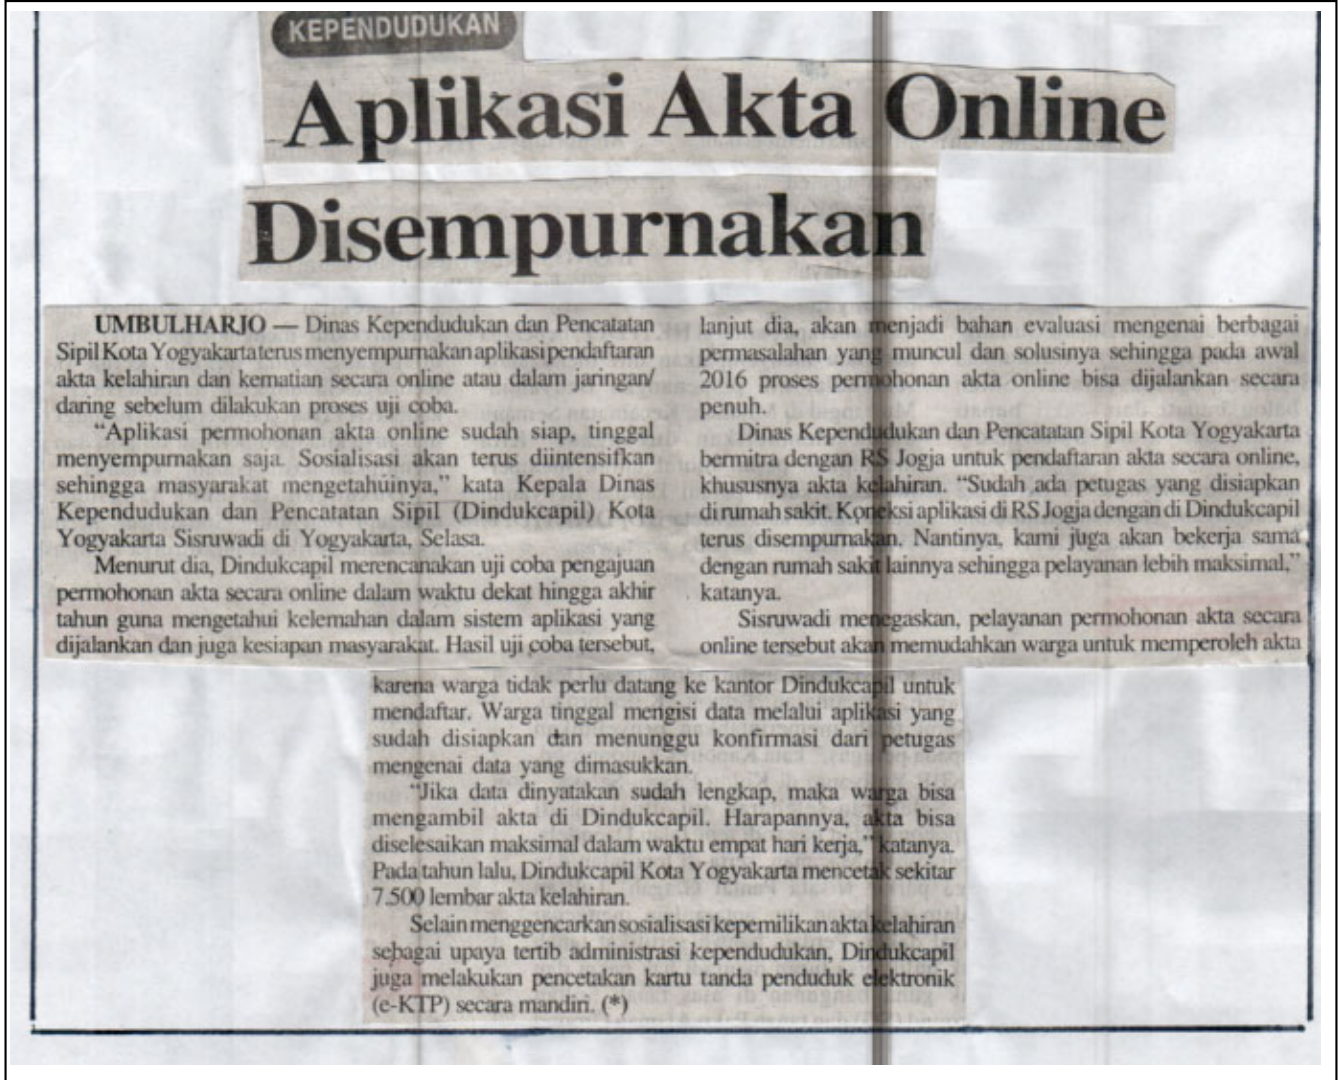 KEPENDUDUKAN
Aplikasi Akta Online
Disempurnakan
UMBULHARJO — Dinas Kependudukan dan Pencatatan
Sipil Kota Yogyakarta terus menyempurnakan aplikasi pendaftaran
akta kelahiran dan kematian secara online atau dalam jaringan/
daring sebelum dilakukan proses uji coba.
“Aplikasi permohonan akta online sudah siap, tinggal
menyempurnakan saja. Sosialisasi akan terus diintensifkan
sehingga masyarakat mengetahuinya,” kata Kepala Dinas
Kependudukan dan Pencatatan Sipil (Dindukcapil) Kota
Yogyakarta Sisruwadi di Yogyakarta, Selasa.
Menurut dia, Dindukcapil merencanakan uji coba pengajuan
permohonan akta secara online dalam waktu dekat hingga akhir
tahun guna mengetahui kelemahan dalam sistem aplikasi yang
dijalankan dan juga kesiapan masyarakat. Hasil uji coba tersebut,
lanjut dia, akan menjadi bahan evaluasi mengenai berbagai
permasalahan yang muncul dan solusinya sehingga pada awal
2016 proses permohonan akta online bisa dijalankan secara
penuh.
Dinas Kependudukan dan Pencatatan Sipil Kota Yogyakarta
bermitra dengan RS Jogja untuk pendaftaran akta secara online,
khususnya akta kelahiran. “Sudah ada petugas yang disiapkan
di rumah sakit. Koneksi aplikasi di RS Jogja dengan di Dindukcapil
terus disempurnakan. Nantinya, kami juga akan bekerja sama
dengan rumah sakit lainnya sehingga pelayanan lebih maksimal,”
katanya.
Sisruwadi menegaskan, pelayanan permohonan akta secara
online tersebut akan memudahkan warga untuk memperoleh akta
karena warga tidak perlu datang ke kantor Dindukcapil untuk
mendaftar. Warga tinggal mengisi data melalui aplikasi yang
sudah disiapkan dan menunggu konfirmasi dari petugas
mengenai data yang dimasukkan.
“Jika data dinyatakan sudah lengkap, maka warga bisa
mengambil akta di Dindukcapil. Harapannya, akta bisa
diselesaikan maksimal dalam waktu empat hari kerja,” katanya.
Pada tahun lalu, Dindukcapil Kota Yogyakarta mencetak sekitar
7.500 lembar akta kelahiran.
Selain menggencarkan sosialisasi kepemilikan akta kelahiran
sebagai upaya tertib administrasi kependudukan, Dindukcapil
juga melakukan pencetakan kartu tanda penduduk elektronik
(e-KTP) secara mandiri. (*)